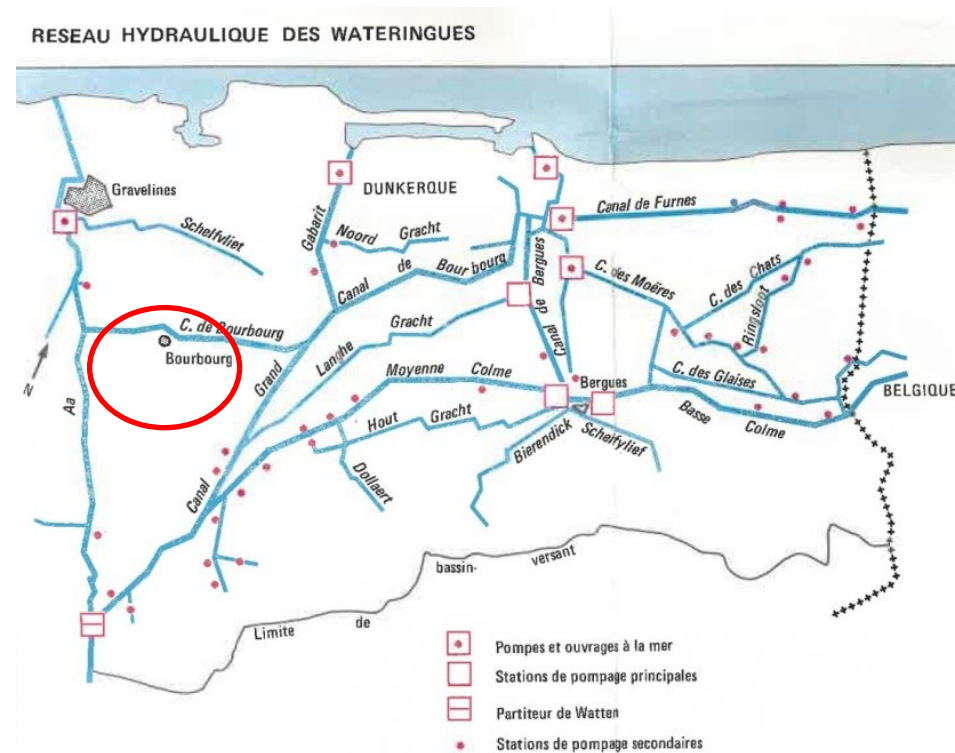 RESEAU HYDRAULIQUE DES WATERINGUES
Gravelines
Schelfvliet
DUNKERQUE
Gabarit
Noord Gracht
Canal de Bourbourg
Canal de Furnes
Canal de Bergues
C. des Moëres
C. des Chats
Ringsloot
C. de Bourbourg
Bourbourg
Aa
N
Langhe Gracht
Grand
Canal
Moyenne Colme
Hout Gracht
Dollaert
Bergues
Bierendick
Scheifylief
C. des Glaises
Basse Colme
BELGIQUE
Limite de bassin-versant
Pompes et ouvrages à la mer
Stations de pompage principales
Partiteur de Watten
Stations de pompage secondaires